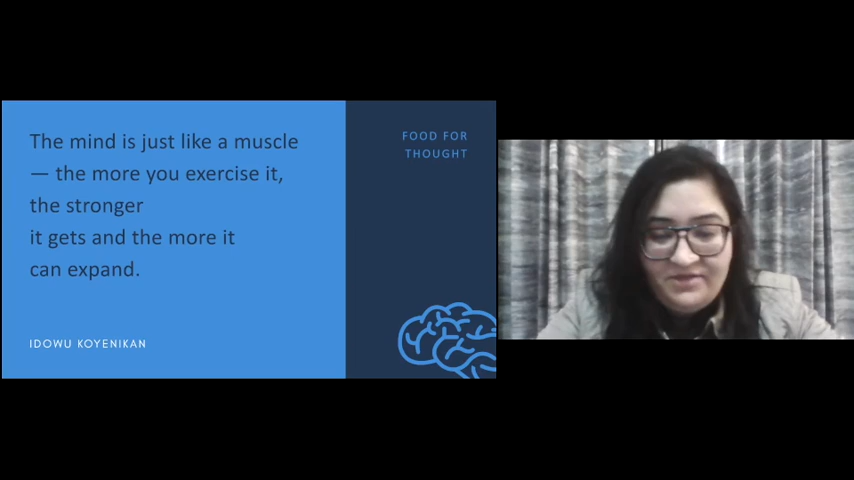 The mind is just like a muscle
— the more you exercise it,
the stronger
it gets and the more it
can expand.
IDOWU KOYENIKAN
FOOD FOR
THOUGHT